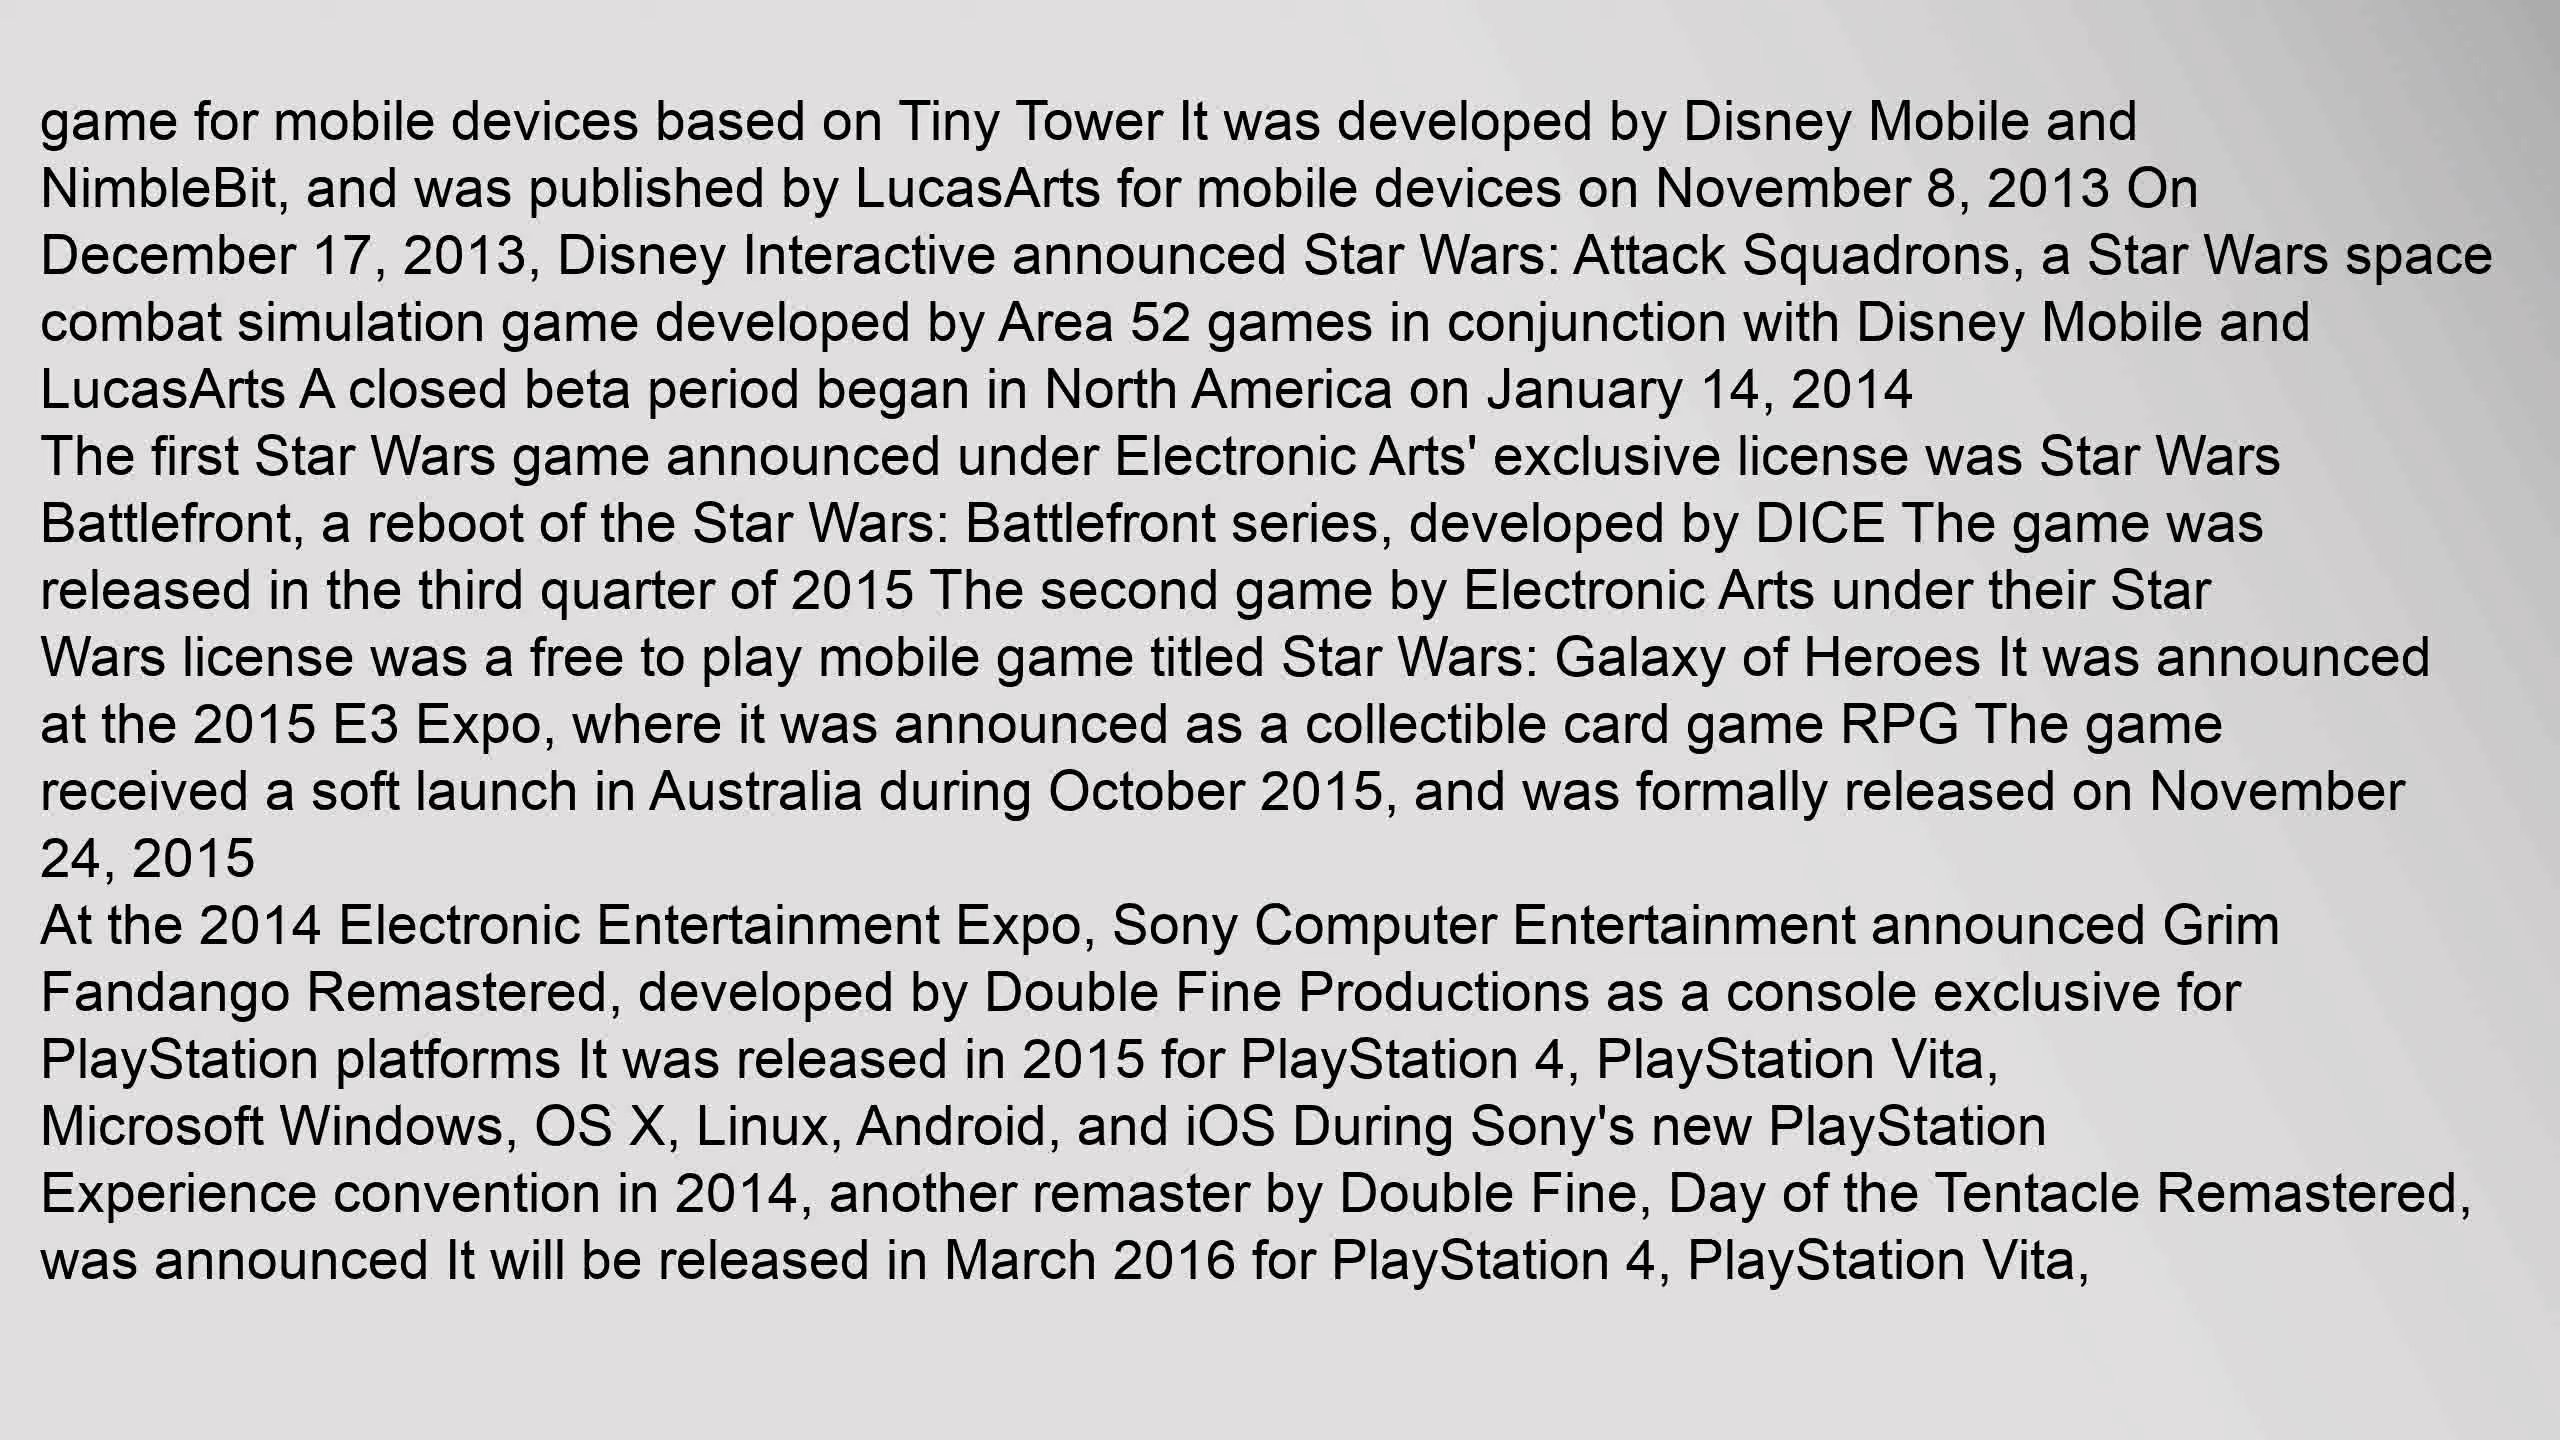 game for mobile devices based on Tiny Tower It was developed by Disney Mobile and
NimbleBit, and was published by LucasArts for mobile devices on November 8, 2013 On
December 17, 2013, Disney Interactive announced Star Wars: Attack Squadrons, a Star Wars space
combat simulation game developed by Area 52 games in conjunction with Disney Mobile and
LucasArts A closed beta period began in North America on January 14, 2014
The first Star Wars game announced under Electronic Arts' exclusive license was Star Wars
Battlefront, a reboot of the Star Wars: Battlefront series, developed by DICE The game was
released in the third quarter of 2015 The second game by Electronic Arts under their Star
Wars license was a free to play mobile game titled Star Wars: Galaxy of Heroes It was announced
at the 2015 E3 Expo, where it was announced as a collectible card game RPG The game
received a soft launch in Australia during October 2015, and was formally released on November
24, 2015
At the 2014 Electronic Entertainment Expo, Sony Computer Entertainment announced Grim
Fandango Remastered, developed by Double Fine Productions as a console exclusive for
PlayStation platforms It was released in 2015 for PlayStation 4, PlayStation Vita,
Microsoft Windows, OS X, Linux, Android, and iOS During Sony's new PlayStation
Experience convention in 2014, another remaster by Double Fine, Day of the Tentacle Remastered,
was announced It will be released in March 2016 for PlayStation 4, PlayStation Vita,